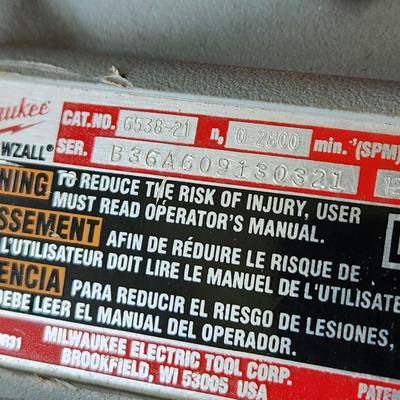 CAT.NO. 6538-21 n, 0-2800 min.⁻¹(SPM)
SER. B36A609130321 12
TO REDUCE THE RISK OF INJURY, USER
MUST READ OPERATOR'S MANUAL.
AFIN DE RÉDUIRE LE RISQUE DE
L'UTILISATEUR DOIT LIRE LE MANUEL DE L'UTILISATE
PARA REDUCIR EL RIESGO DE LESIONES,
DEBE LEER EL MANUAL DEL OPERADOR.
MILWAUKEE ELECTRIC TOOL CORP.
BROOKFIELD, WI 53005 USA